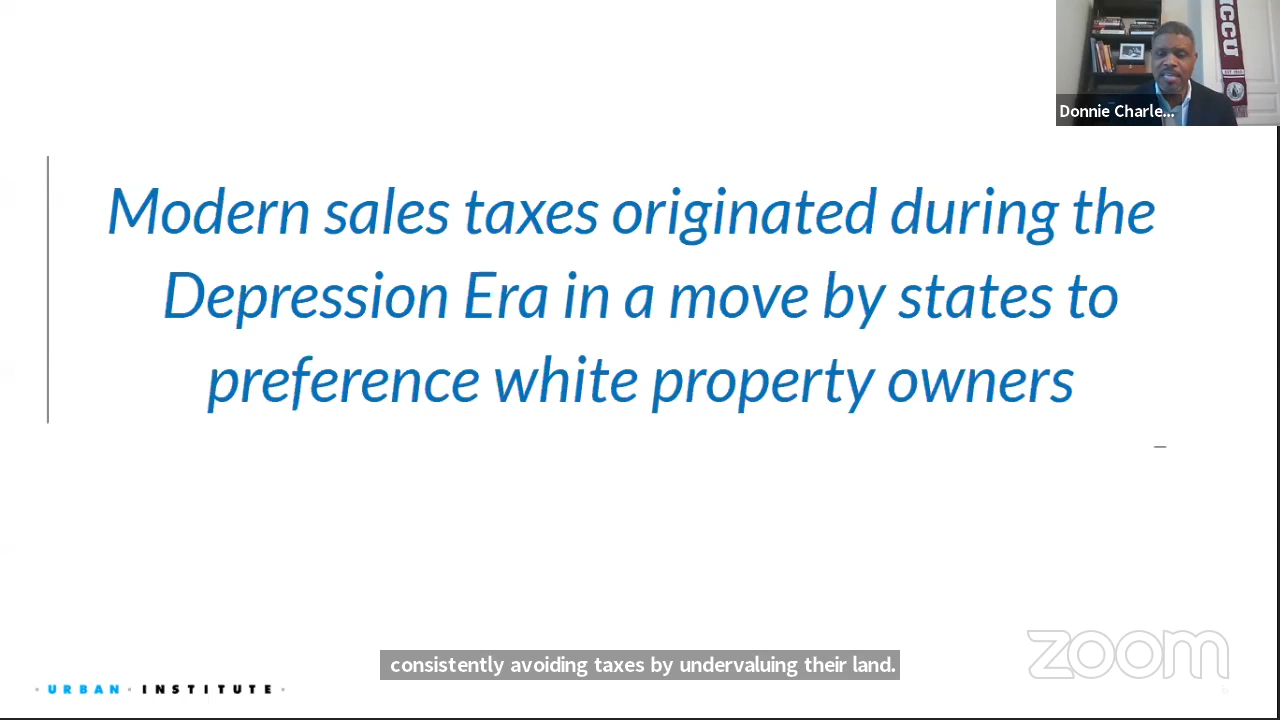 NCCU
Donnie Charle...
Modern sales taxes originated during the
Depression Era in a move by states to
preference white property owners
consistently avoiding taxes by undervaluing their land.
zoom
URBAN · INSTITUTE